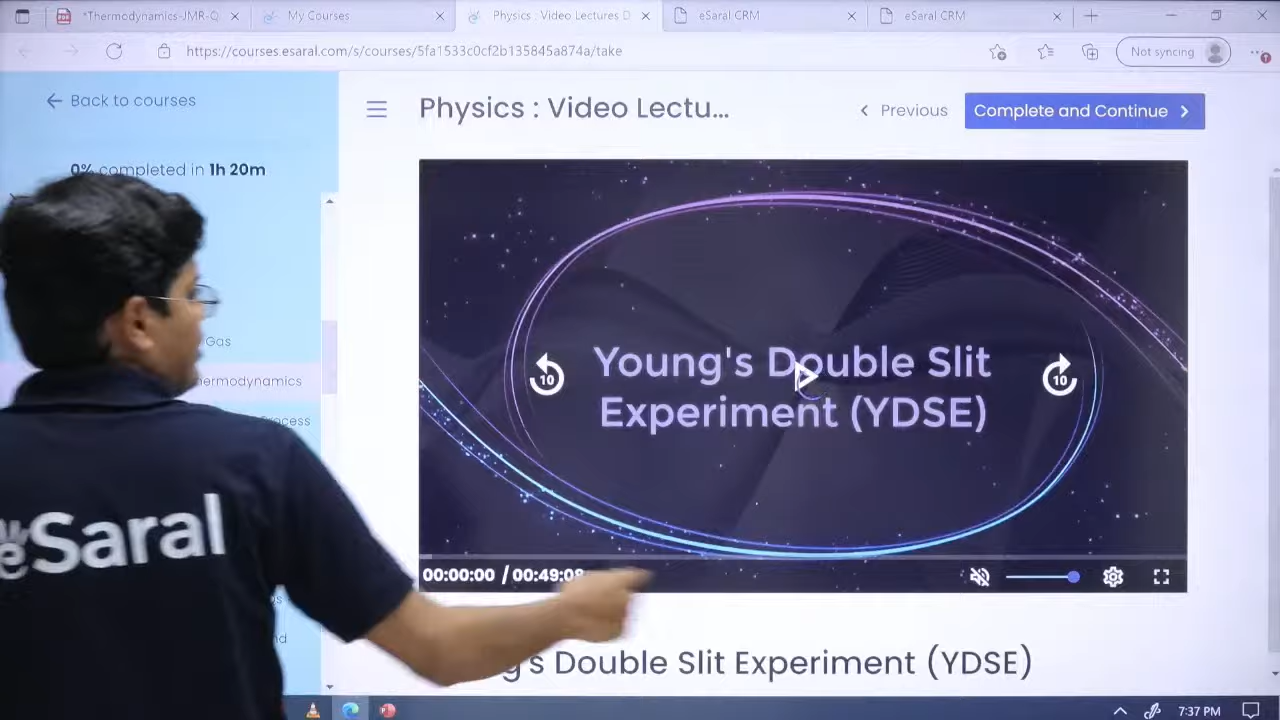 *Thermodynamics-JMR-Q
My Courses
Physics : Video Lectures D
eSaral CRM
eSaral CRM
https://courses.esaral.com/s/courses/5fa1533c0cf2b135845a874a/take
Not syncing
Back to courses
Physics : Video Lectu...
Previous
Complete and Continue
0% completed in 1h 20m
Gas
hermodynamics
Process
Young's Double Slit
Experiment (YDSE)
10
10
00:00:00 / 00:49:08
eSaral
g's Double Slit Experiment (YDSE)
7:37 PM